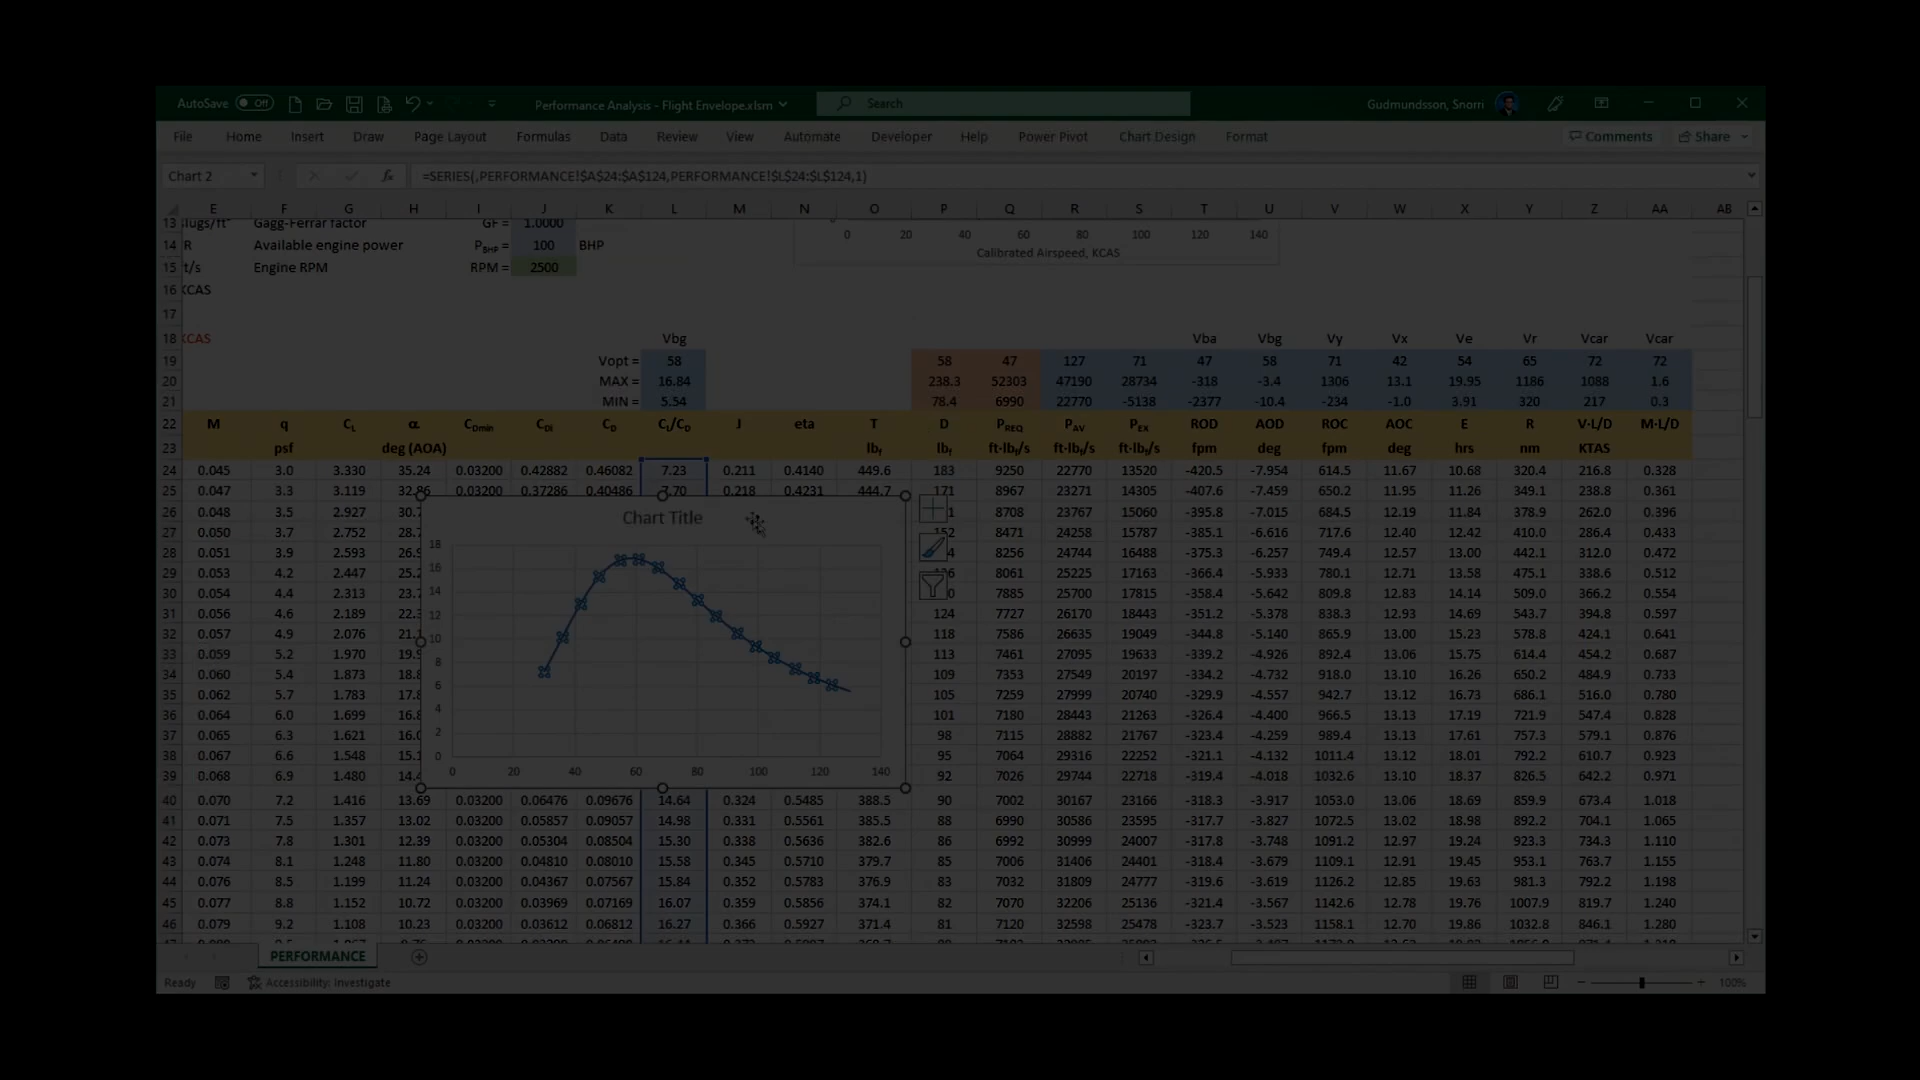 AutoSave Off Performance Analysis - Flight Envelope.xlsm Search Gudmundsson, Snorri
File Home Insert Draw Page Layout Formulas Data Review View Automate Developer Help Power Pivot Chart Design Format Comments Share
Chart 2 fx =SERIES(,PERFORMANCE!$A$24:$A$124,PERFORMANCE!$L$24:$L$124,1)
E F G H I J K L M N O P Q R S T U V W X Y Z AA AB
13 slugs/ft³ Gagg-Ferrar factor GF = 1.0000 0 20 40 60 80 100 120 140
14 R Available engine power PBHP = 100 BHP Calibrated Airspeed, KCAS
15 ft/s Engine RPM RPM = 2500
16 KCAS
17
18 KCAS Vbg Vba Vbg Vy Vx Ve Vr Vcar Vcar
19 Vopt = 58 58 47 127 71 47 58 71 42 54 65 72 72
20 MAX = 16.84 238.3 52303 47190 28734 -318 -3.4 1306 13.1 19.95 1186 1088 1.6
21 MIN = 5.54 78.4 6990 22770 -5138 -2377 -10.4 -234 -1.0 3.91 320 217 0.3
22 M q CL α CDmin CDi CD CL/CD J eta T D PREQ PAV PEX ROD AOD ROC AOC E R V·L/D M·L/D
23 psf deg (AOA) lbf lbf ft·lbf/s ft·lbf/s ft·lbf/s fpm deg fpm deg hrs nm KTAS
24 0.045 3.0 3.330 35.24 0.03200 0.42882 0.46082 7.23 0.211 0.4140 449.6 183 9250 22770 13520 -420.5 -7.954 614.5 11.67 10.68 320.4 216.8 0.328
25 0.047 3.3 3.119 32.86 0.03200 0.37286 0.40486 7.70 0.218 0.4231 444.7 171 8967 23271 14305 -407.6 -7.459 650.2 11.95 11.26 349.1 238.8 0.361
26 0.048 3.5 2.927 30.7 Chart Title 8708 23767 15060 -395.8 -7.015 684.5 12.19 11.84 378.9 262.0 0.396
27 0.050 3.7 2.752 28.7 18 152 8471 24258 15787 -385.1 -6.616 717.6 12.40 12.42 410.0 286.4 0.433
28 0.051 3.9 2.593 26.9 16 8256 24744 16488 -375.3 -6.257 749.4 12.57 13.00 442.1 312.0 0.472
29 0.053 4.2 2.447 25.2 14 8061 25225 17163 -366.4 -5.933 780.1 12.71 13.58 475.1 338.6 0.512
30 0.054 4.4 2.313 23.7 12 7885 25700 17815 -358.4 -5.642 809.8 12.83 14.14 509.0 366.2 0.554
31 0.056 4.6 2.189 22.3 124 7727 26170 18443 -351.2 -5.378 838.3 12.93 14.69 543.7 394.8 0.597
32 0.057 4.9 2.076 21.1 10 118 7586 26635 19049 -344.8 -5.140 865.9 13.00 15.23 578.8 424.1 0.641
33 0.059 5.2 1.970 19.9 8 113 7461 27095 19633 -339.2 -4.926 892.4 13.06 15.75 614.4 454.2 0.687
34 0.060 5.4 1.873 18.8 6 109 7353 27549 20197 -334.2 -4.732 918.0 13.10 16.26 650.2 484.9 0.733
35 0.062 5.7 1.783 17.8 105 7259 27999 20740 -329.9 -4.557 942.7 13.12 16.73 686.1 516.0 0.780
36 0.064 6.0 1.699 16.8 4 101 7180 28443 21263 -326.4 -4.400 966.5 13.13 17.19 721.9 547.4 0.828
37 0.065 6.3 1.621 16.0 2 98 7115 28882 21767 -323.4 -4.259 989.4 13.13 17.61 757.3 579.1 0.876
38 0.067 6.6 1.548 15.1 0 95 7064 29316 22252 -321.1 -4.132 1011.4 13.12 18.01 792.2 610.7 0.923
39 0.068 6.9 1.480 14.4 0 20 40 60 80 100 120 140 92 7026 29744 22718 -319.4 -4.018 1032.6 13.10 18.37 826.5 642.2 0.971
40 0.070 7.2 1.416 13.69 0.03200 0.06476 0.09676 14.64 0.324 0.5485 388.5 90 7002 30167 23166 -318.3 -3.917 1053.0 13.06 18.69 859.9 673.4 1.018
41 0.071 7.5 1.357 13.02 0.03200 0.05857 0.09057 14.98 0.331 0.5561 385.5 88 6990 30586 23595 -317.7 -3.827 1072.5 13.02 18.98 892.2 704.1 1.065
42 0.073 7.8 1.301 12.39 0.03200 0.05304 0.08504 15.30 0.338 0.5636 382.6 86 6992 30999 24007 -317.8 -3.748 1091.2 12.97 19.24 923.3 734.3 1.110
43 0.074 8.1 1.248 11.80 0.03200 0.04810 0.08010 15.58 0.345 0.5710 379.7 85 7006 31406 24401 -318.4 -3.679 1109.1 12.91 19.45 953.1 763.7 1.155
44 0.076 8.5 1.199 11.24 0.03200 0.04367 0.07567 15.84 0.352 0.5783 376.9 83 7032 31809 24777 -319.6 -3.619 1126.2 12.85 19.63 981.3 792.2 1.198
45 0.077 8.8 1.152 10.72 0.03200 0.03969 0.07169 16.07 0.359 0.5856 374.1 82 7070 32206 25136 -321.4 -3.567 1142.6 12.78 19.76 1007.9 819.7 1.240
46 0.079 9.2 1.108 10.23 0.03200 0.03612 0.06812 16.27 0.366 0.5927 371.4 81 7120 32598 25478 -323.7 -3.523 1158.1 12.70 19.86 1032.8 846.1 1.280
PERFORMANCE
Ready Accessibility: Investigate 100%